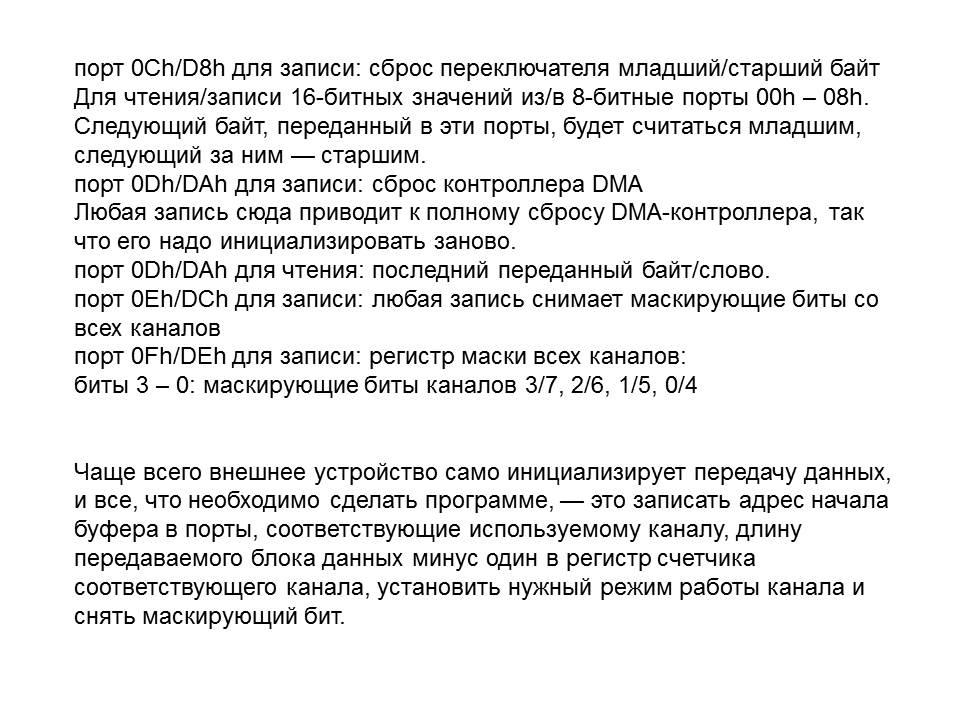 порт 0Ch/D8h для записи: сброс переключателя младший/старший байт
Для чтения/записи 16-битных значений из/в 8-битные порты 00h – 08h.
Следующий байт, переданный в эти порты, будет считаться младшим,
следующий за ним — старшим.
порт 0Dh/DAh для записи: сброс контроллера DMA
Любая запись сюда приводит к полному сбросу DMA-контроллера, так
что его надо инициализировать заново.
порт 0Dh/DAh для чтения: последний переданный байт/слово.
порт 0Eh/DCh для записи: любая запись снимает маскирующие биты со
всех каналов
порт 0Fh/DEh для записи: регистр маски всех каналов:
биты 3 – 0: маскирующие биты каналов 3/7, 2/6, 1/5, 0/4
Чаще всего внешнее устройство само инициализирует передачу данных,
и все, что необходимо сделать программе, — это записать адрес начала
буфера в порты, соответствующие используемому каналу, длину
передаваемого блока данных минус один в регистр счетчика
соответствующего канала, установить нужный режим работы канала и
снять маскирующий бит.